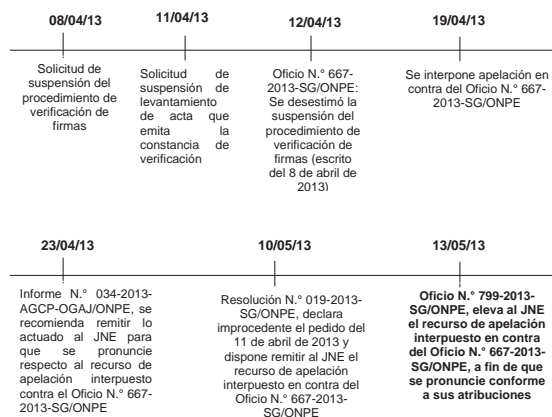 08/04/13
11/04/13
12/04/13
19/04/13
Solicitud de
suspensión del
procedimiento de
verificación de
firmas
Solicitud de
suspensión de
levantamiento
de acta que
emita la
constancia de
verificación
Oficio N.° 667-
2013-SG/ONPE:
Se desestimó la
suspensión del
procedimiento de
verificación de
firmas (escrito
del 8 de abril de
2013)
Se interpone apelación en
contra del Oficio N.° 667-
2013-SG/ONPE
23/04/13
10/05/13
13/05/13
Informe N.° 034-2013-
AGCP-OGAJ/ONPE, se
recomienda remitir lo
actuado al JNE para
que se pronuncie
respecto al recurso de
apelación interpuesto
contra el Oficio N.° 667-
2013-SG/ONPE
Resolución N.° 019-2013-
SG/ONPE, declara
improcedente el pedido del
11 de abril de 2013 y
dispone remitir al JNE el
recurso de apelación
interpuesto en contra del
Oficio N.° 667-2013-
SG/ONPE
Oficio N.° 799-2013-
SG/ONPE, eleva al JNE
el recurso de apelación
interpuesto en contra
del Oficio N.° 667-2013-
SG/ONPE, a fin de que
se pronuncie conforme
a sus atribuciones